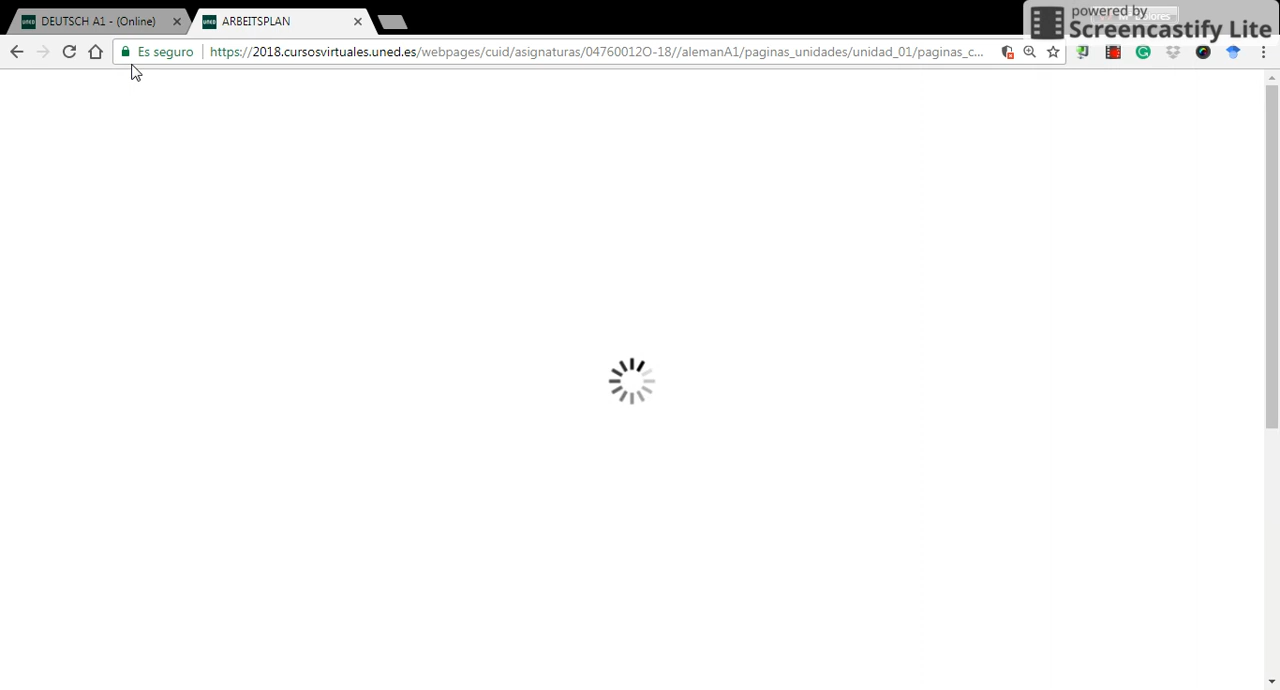 DEUTSCH A1 - (Online)
ARBEITSPLAN
powered by
Screencastify Lite
Es seguro
https://2018.cursosvirtuales.uned.es/webpages/cuid/asignaturas/04760012O-18//alemanA1/paginas_unidades/unidad_01/paginas_c...